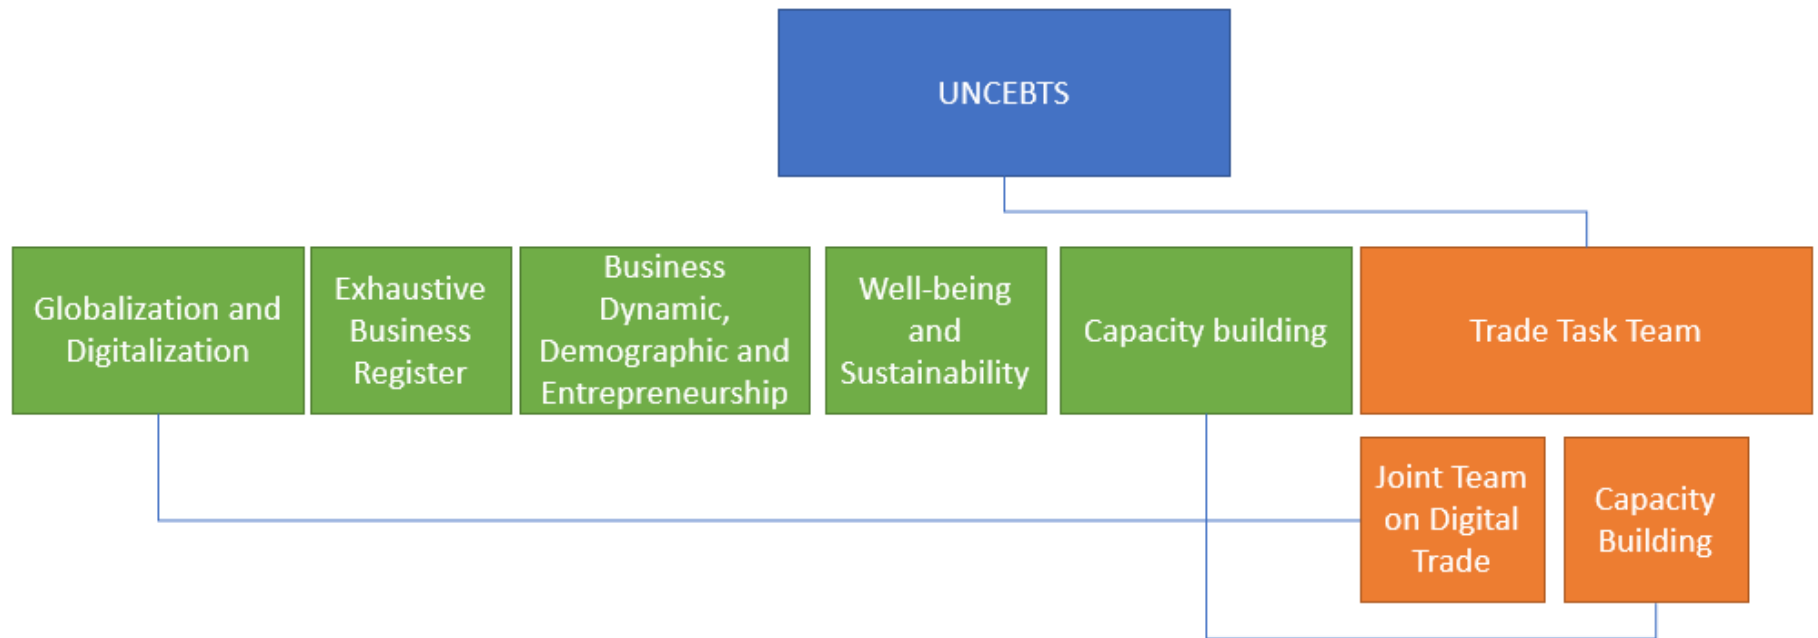 UNCEBTS
Globalization and
Digitalization
Exhaustive
Business
Register
Business
Dynamic,
Demographic and
Entrepreneurship
Well-being
and
Sustainability
Capacity building
Trade Task Team
Joint Team
on Digital
Trade
Capacity
Building